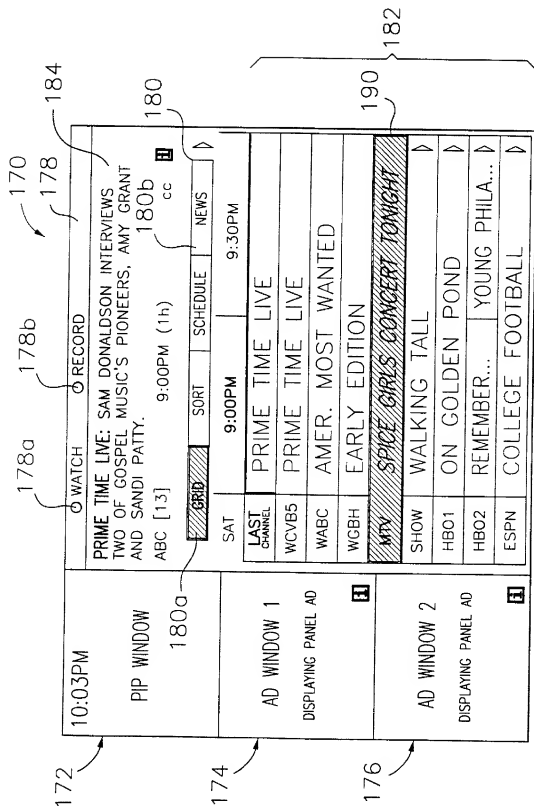 170
178
184
178b
178a
WATCH
RECORD
10:03PM
PIP WINDOW
172
PRIME TIME LIVE: SAM DONALDSON INTERVIEWS
TWO OF GOSPEL MUSIC'S PIONEERS, AMY GRANT
AND SANDI PATTY.
ABC [13] 9:00PM (1h) CC i
180b
180
180a
GRID SORT SCHEDULE NEWS
SAT 9:00PM 9:30PM
LAST CHANNEL PRIME TIME LIVE
WCVB5 PRIME TIME LIVE
WABC AMER. MOST WANTED
WGBH EARLY EDITION
MTV SPICE GIRLS CONCERT TONIGHT
SHOW WALKING TALL
HBO1 ON GOLDEN POND
HBO2 REMEMBER... YOUNG PHILA...
ESPN COLLEGE FOOTBALL
182
190
174
AD WINDOW 1
DISPLAYING PANEL AD
i
176
AD WINDOW 2
DISPLAYING PANEL AD
i